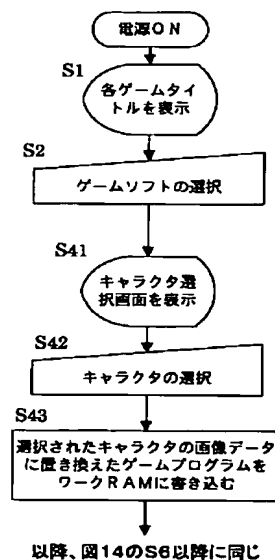 電源ON
S1
各ゲームタイ
トルを表示
S2
ゲームソフトの選択
S41
キャラクタ選
択画面を表示
S42
キャラクタの選択
S43
選択されたキャラクタの画像データ
に置き換えたゲームプログラムを
ワークRAMに書き込む
以降、図14のS6以降に同じ